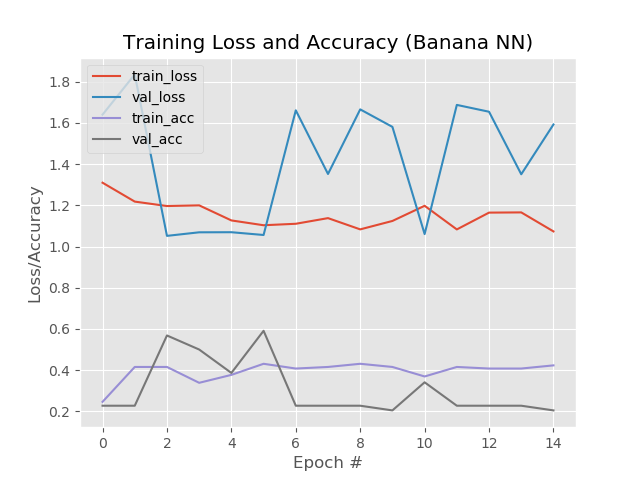 Training Loss and Accuracy (Banana NN)
train_loss
val_loss
train_acc
val_acc
1.8
1.6
1.4
1.2
1.0
0.8
0.6
0.4
0.2
Loss/Accuracy
0 2 4 6 8 10 12 14
Epoch #